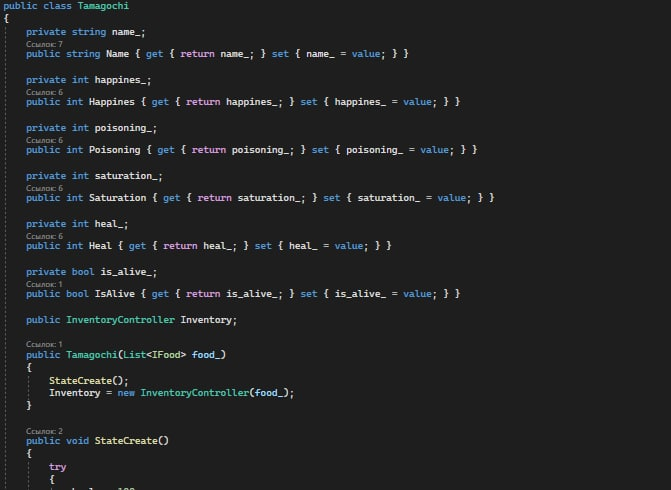 public class Tamagochi
{
private string name_;
Ссылок: 7
public string Name { get { return name_; } set { name_ = value; } }
private int happines_;
Ссылок: 6
public int Happines { get { return happines_; } set { happines_ = value; } }
private int poisoning_;
Ссылок: 6
public int Poisoning { get { return poisoning_; } set { poisoning_ = value; } }
private int saturation_;
Ссылок: 6
public int Saturation { get { return saturation_; } set { saturation_ = value; } }
private int heal_;
Ссылок: 6
public int Heal { get { return heal_; } set { heal_ = value; } }
private bool is_alive_;
Ссылок: 1
public bool IsAlive { get { return is_alive_; } set { is_alive_ = value; } }
public InventoryController Inventory;
Ссылок: 1
public Tamagochi(List<IFood> food_)
{
StateCreate();
Inventory = new InventoryController(food_);
}
Ссылок: 2
public void StateCreate()
{
try
{